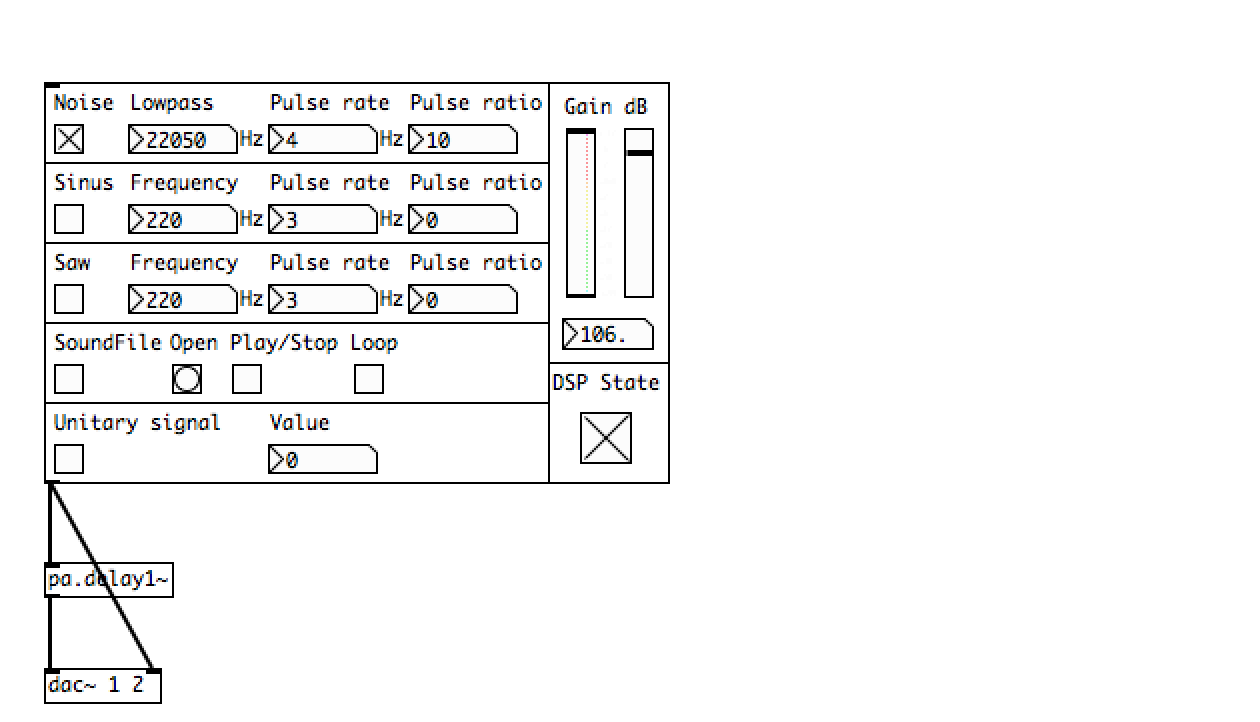 Noise Lowpass Pulse rate Pulse ratio
22050 Hz 4 Hz 10
Sinus Frequency Pulse rate Pulse ratio
220 Hz 3 Hz 0
Saw Frequency Pulse rate Pulse ratio
220 Hz 3 Hz 0
SoundFile Open Play/Stop Loop
Unitary signal Value
0
Gain dB
106.
DSP State
pa.delay1~
dac~ 1 2